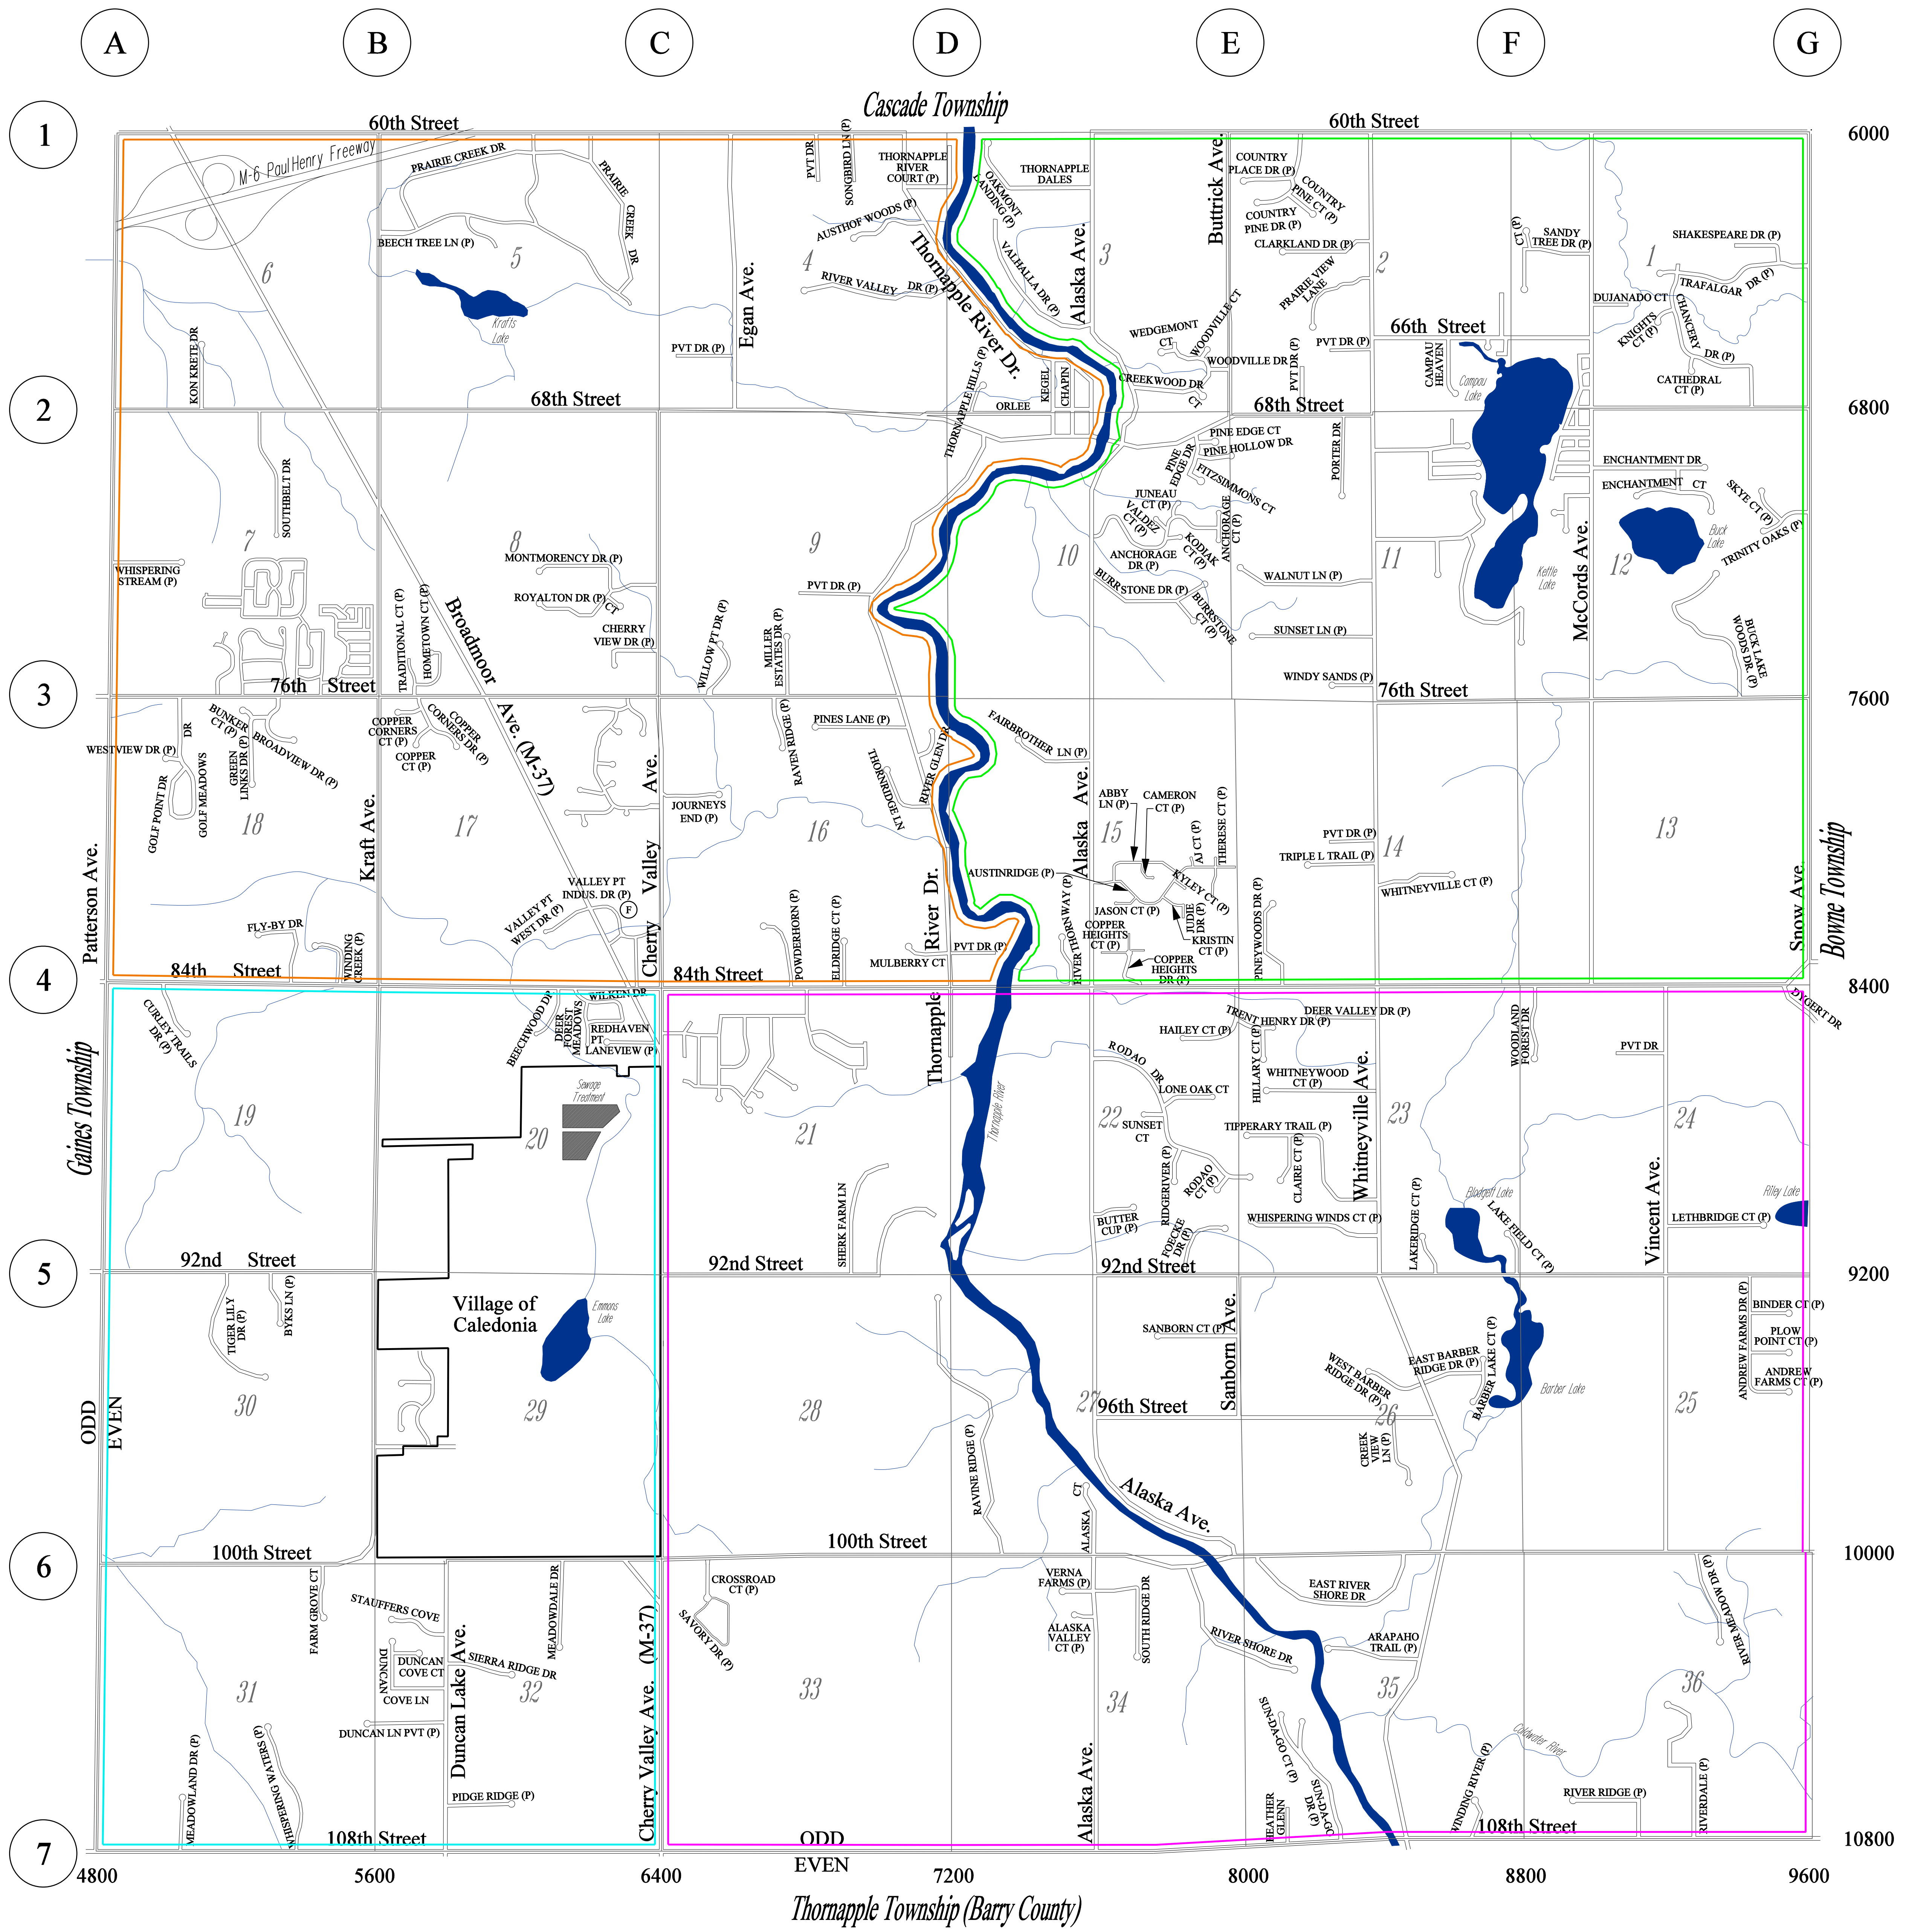 A B C D E F G
Cascade Township
1
60th Street
60th Street
6000
M-6 Paul Henry Freeway
PRAIRIE CREEK DR
PRAIRIE
CREEK
DR
BEECH TREE LN (P)
PVT DR
SONGBIRD LN (P)
THORNAPPLE
RIVER
COURT (P)
AUSTHOF WOODS (P)
RIVER VALLEY DR (P)
Thornapple River Dr.
OAKMONT
LANDING (P)
THORNAPPLE
DALES
VALHALLA DR (P)
Alaska Ave.
Buttrick Ave.
COUNTRY
PLACE DR (P)
COUNTRY
PINE CT (P)
COUNTRY
PINE DR (P)
CLARKLAND DR (P)
PRAIRIE VIEW
LANE
CT (P)
SANDY
TREE DR (P)
SHAKESPEARE DR (P)
TRAFALGAR DR (P)
DUJANADO CT
KNIGHTS
CT (P)
CHANCERY
DR (P)
CATHEDRAL
CT (P)
6
5
4
3
2
1
Krafts
Lake
Egan Ave.
KON KRETE DR
PVT DR (P)
THORNAPPLE HILLS (P)
WEDGEMONT
CT
WOODVILLE CT
WOODVILLE DR
CREEKWOOD DR
CT
PVT DR (P)
PVT DR (P)
66th Street
CAMPAU
HEAVEN
Campau
Lake
KEGEL
CHAPIN
ORLEE
2
68th Street
68th Street
6800
SOUTHBELT DR
PINE EDGE CT
PINE HOLLOW DR
PINE
EDGE DR
FITZSIMMONS CT
PORTER DR
JUNEAU
CT (P)
VALDEZ
CT (P)
KODIAK
CT (P)
ANCHORAGE
CT (P)
ANCHORAGE
DR (P)
BURRSTONE DR (P)
BURRSTONE
CT (P)
WALNUT LN (P)
SUNSET LN (P)
WINDY SANDS (P)
ENCHANTMENT DR
ENCHANTMENT CT
SKYE CT (P)
TRINITY OAKS (P)
Buck
Lake
Kettle
Lake
McCords Ave.
BUCK LAKE
WOODS DR. (P)
7
8
9
10
11
12
WHISPERING
STREAM (P)
MONTMORENCY DR (P)
ROYALTON DR (P)
CT
CHERRY
VIEW DR (P)
TRADITIONAL CT (P)
HOMETOWN CT (P)
Broadmoor
Ave. (M-37)
WILLOW PT DR (P)
MILLER
ESTATES DR (P)
PVT DR (P)
3
76th Street
76th Street
7600
WESTVIEW DR (P)
DR
GOLF POINT DR
GOLF MEADOWS
BUNKER
CT (P)
GREEN
LINKS DR (P)
BROADVIEW DR (P)
COPPER
CORNERS
CT (P)
COPPER
CORNERS DR (P)
COPPER
CT (P)
RAVEN RIDGE (P)
PINES LANE (P)
THORNRIDGE LN
RIVER GLEN DR
FAIRBROTHER LN (P)
JOURNEYS
END (P)
Kraft Ave.
Cherry Valley Ave.
Patterson Ave.
18
17
16
15
14
13
ABBY
LN (P)
CAMERON
CT (P)
AUSTINRIDGE (P)
AJ CT (P)
THERESE CT (P)
KYLEY CT (P)
JASON CT (P)
JUDIE
DR (P)
KRISTIN
CT (P)
COPPER
HEIGHTS
CT (P)
COPPER
HEIGHTS
DR (P)
RIVER THORNWAY (P)
Alaska Ave.
PINEYWOODS DR (P)
PVT DR (P)
TRIPLE L TRAIL (P)
WHITNEYVILLE CT (P)
Snow Ave.
Bowne Township
FLY-BY DR
WINDING
CREEK (P)
VALLEY PT
INDUS. DR (P)
VALLEY PT
WEST DR (P)
F
POWDERHORN (P)
ELDRIDGE CT (P)
MULBERRY CT
PVT DR (P)
Thornapple River Dr.
4
84th Street
84th Street
8400
Gaines Township
CURLEY TRAILS
DR (P)
BEECHWOOD DR
DEER
FOREST
MEADOWS
WILKEN DR
REDHAVEN
PT
LANEVIEW (P)
Sewage
Treatment
Thornapple River
HAILEY CT (P)
TRENT HENRY DR (P)
DEER VALLEY DR (P)
HILLARY CT (P)
WHITNEYWOOD
CT (P)
WOODLAND
FOREST DR
PVT DR
DYGERT DR
RODAO
DR
LONE OAK CT
SUNSET
CT
TIPPERARY TRAIL (P)
CLAIRE CT (P)
Whitneyville Ave.
RIDGERIVER (P)
RODAO
CT (P)
BUTTER
CUP (P)
FOECKE
DR (P)
WHISPERING WINDS CT (P)
LAKERIDGE CT (P)
Blodgett Lake
LAKE FIELD CT (P)
Vincent Ave.
Riley Lake
LETHBRIDGE CT (P)
SHERK FARM LN
19
20
21
22
23
24
5
92nd Street
92nd Street
92nd Street
9200
TIGER LILY
DR (P)
BYKS LN (P)
Village of
Caledonia
Emmons
Lake
SANBORN CT (P)
Sanborn Ave.
WEST BARBER
RIDGE DR (P)
EAST BARBER
RIDGE DR (P)
BARBER LAKE CT (P)
Barber Lake
ANDREW FARMS DR (P)
BINDER CT (P)
PLOW
POINT CT (P)
ANDREW
FARMS CT (P)
ODD
EVEN
30
29
28
27
26
25
96th Street
CREEK
VIEW
LN (P)
RAVINE RIDGE (P)
ALASKA
CT
Alaska Ave.
6
100th Street
100th Street
10000
FARM GROVE CT
STAUFFERS COVE
DUNCAN
COVE CT
DUNCAN
COVE LN
DUNCAN LN PVT (P)
Duncan Lake Ave.
MEADOWDALE DR
SIERRA RIDGE DR
PIDGE RIDGE (P)
MEADOWLAND DR (P)
WHISPERING WATERS (P)
Cherry Valley Ave. (M-37)
CROSSROAD
CT (P)
SAVORY DR (P)
VERNA
FARMS (P)
ALASKA
VALLEY
CT (P)
SOUTH RIDGE DR
EAST RIVER
SHORE DR
RIVER SHORE DR
ARAPAHO
TRAIL (P)
RIVER MEADOW DR (P)
SUN-DA-GO CT (P)
SUN-DA-GO
DR (P)
HEATHER
GLENN
Coldwater River
WINDING RIVER (P)
RIVER RIDGE (P)
RIVERDALE (P)
Alaska Ave.
31
32
33
34
35
36
7
108th Street
ODD
EVEN
108th Street
10800
4800 5600 6400 7200 8000 8800 9600
Thornapple Township (Barry County)